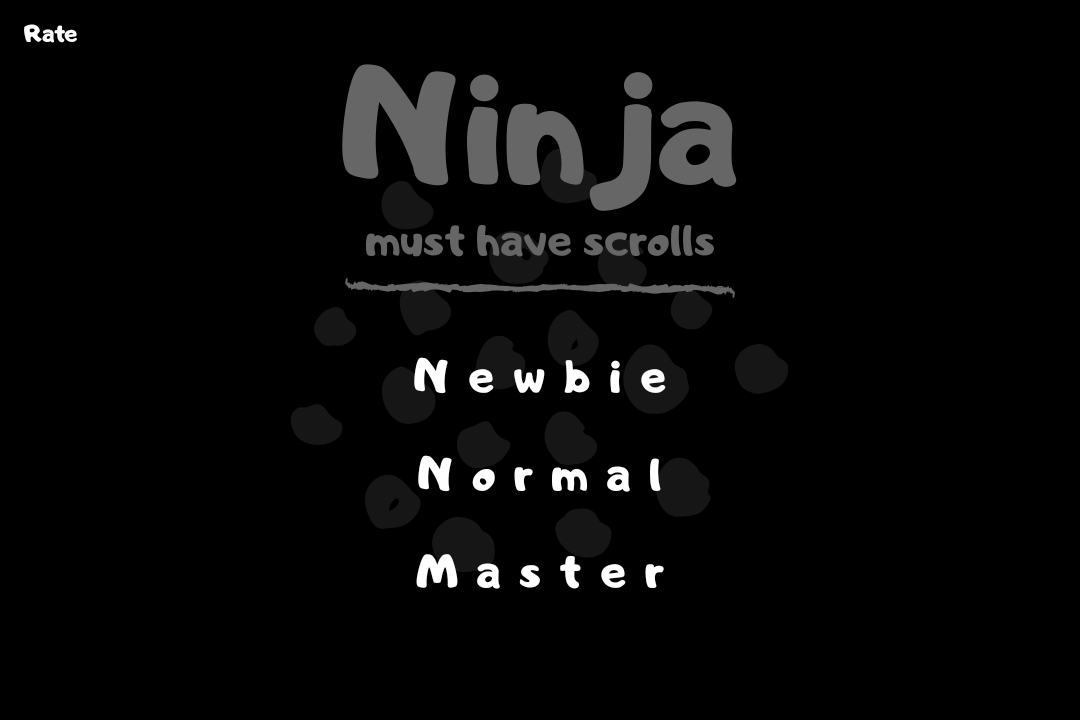 Rate
Ninja
must have scrolls
Newbie
Normal
Master